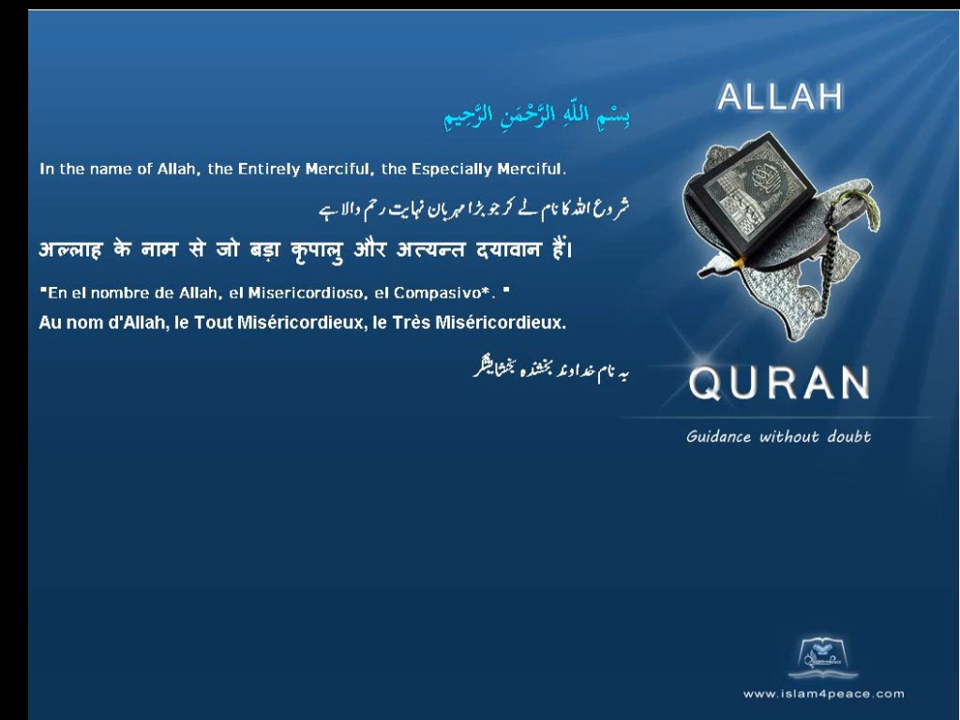 بِسْمِ اللَّهِ الرَّحْمَنِ الرَّحِيمِ
In the name of Allah, the Entirely Merciful, the Especially Merciful.
شروع الله کا نام لے کر جو بڑا مہربان نہایت رحم والا ہے
अल्लाह के नाम से जो बड़ा कृपालु और अत्यन्त दयावान हैं।
"En el nombre de Allah, el Misericordioso, el Compasivo*. "
Au nom d'Allah, le Tout Miséricordieux, le Très Miséricordieux.
به نام خداوند بخشنده بخشایشگر
ALLAH
QURAN
Guidance without doubt
www.islam4peace.com